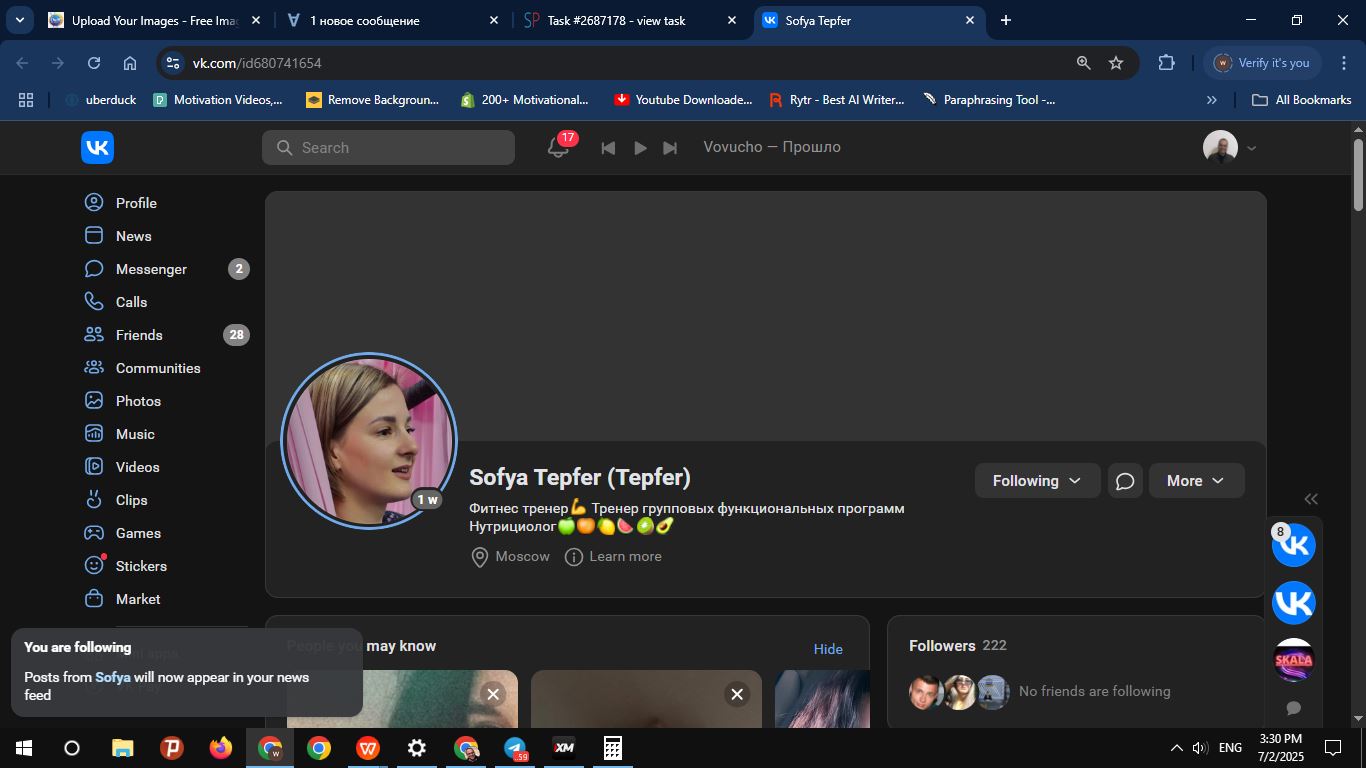 Upload Your Images - Free Imag
1 новое сообщение
Task #2687178 - view task
Sofya Tepfer
vk.com/id680741654
Verify it's you
uberduck
Motivation Videos,...
Remove Backgroun...
200+ Motivational...
Youtube Downloade...
Rytr - Best AI Writer...
Paraphrasing Tool -...
All Bookmarks
Search
17
Vovucho — Прошло
Profile
News
Messenger
2
Calls
Friends
28
Communities
Photos
Music
Videos
Clips
Games
Stickers
Market
1 w
Sofya Tepfer (Tepfer)
Фитнес тренер💪 Тренер групповых функциональных программ
Нутрициолог🍏🍊🍋🍉🥝🥑
Moscow
Learn more
Following
More
8
SKALA
You are following
Posts from Sofya will now appear in your news
feed
People you may know
Hide
Followers 222
No friends are following
59
XM
ENG
3:30 PM
7/2/2025